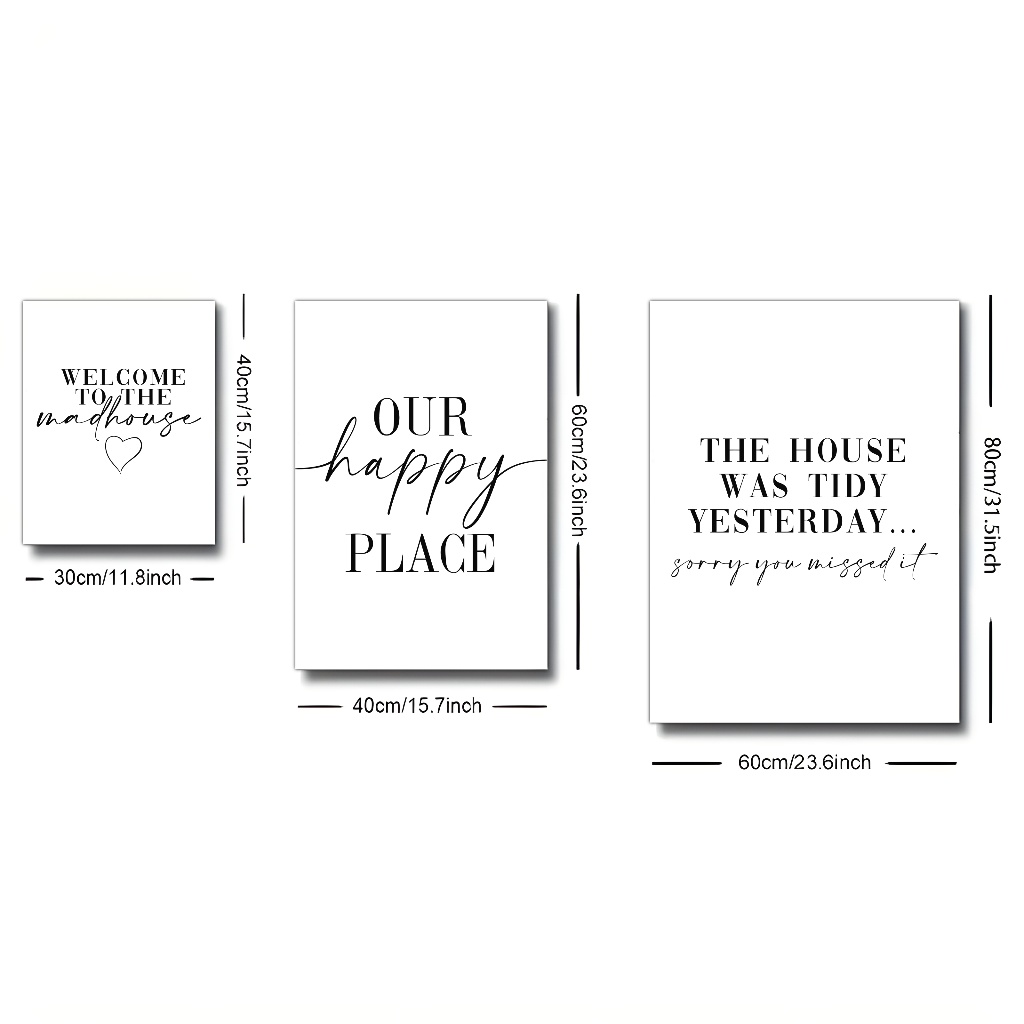 WELCOME
TO THE
madhouse
40cm/15.7inch
30cm/11.8inch
OUR
happy
PLACE
60cm/23.6inch
40cm/15.7inch
THE HOUSE
WAS TIDY
YESTERDAY...
sorry you missed it
80cm/31.5inch
60cm/23.6inch